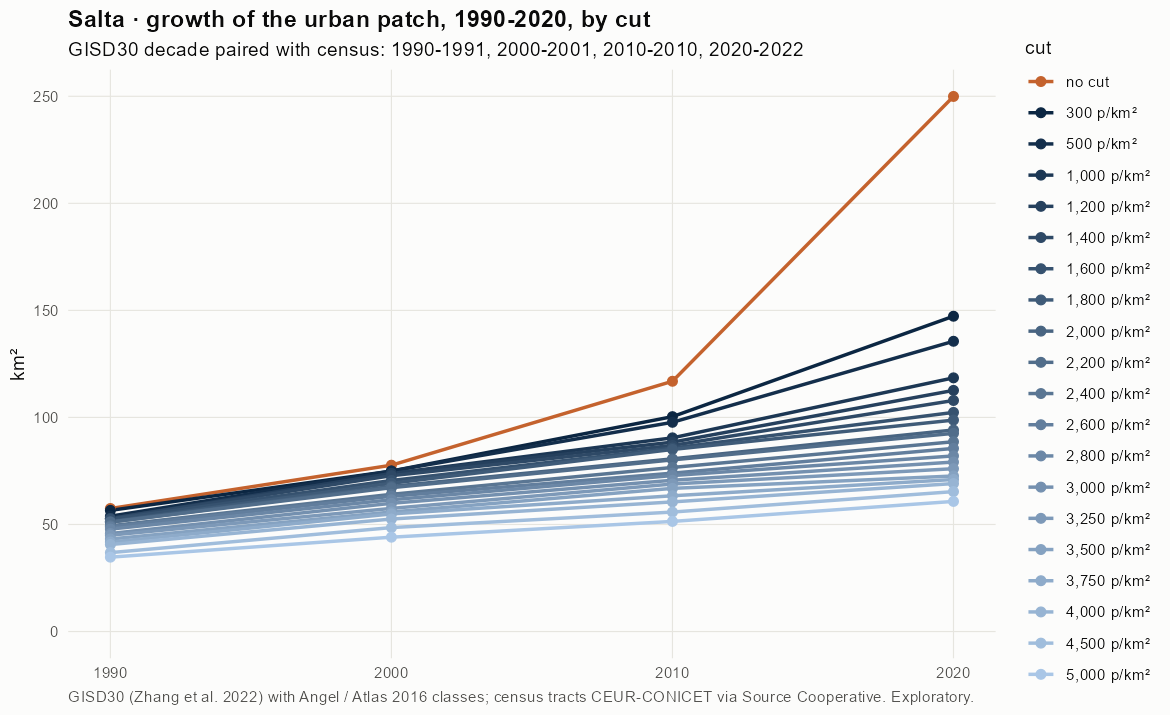 Salta · growth of the urban patch, 1990-2020, by cut
GISD30 decade paired with census: 1990-1991, 2000-2001, 2010-2010, 2020-2022
cut
no cut
300 p/km²
500 p/km²
1,000 p/km²
1,200 p/km²
1,400 p/km²
1,600 p/km²
1,800 p/km²
2,000 p/km²
2,200 p/km²
2,400 p/km²
2,600 p/km²
2,800 p/km²
3,000 p/km²
3,250 p/km²
3,500 p/km²
3,750 p/km²
4,000 p/km²
4,500 p/km²
5,000 p/km²
km²
250
200
150
100
50
0
1990
2000
2010
2020
GISD30 (Zhang et al. 2022) with Angel / Atlas 2016 classes; census tracts CEUR-CONICET via Source Cooperative. Exploratory.